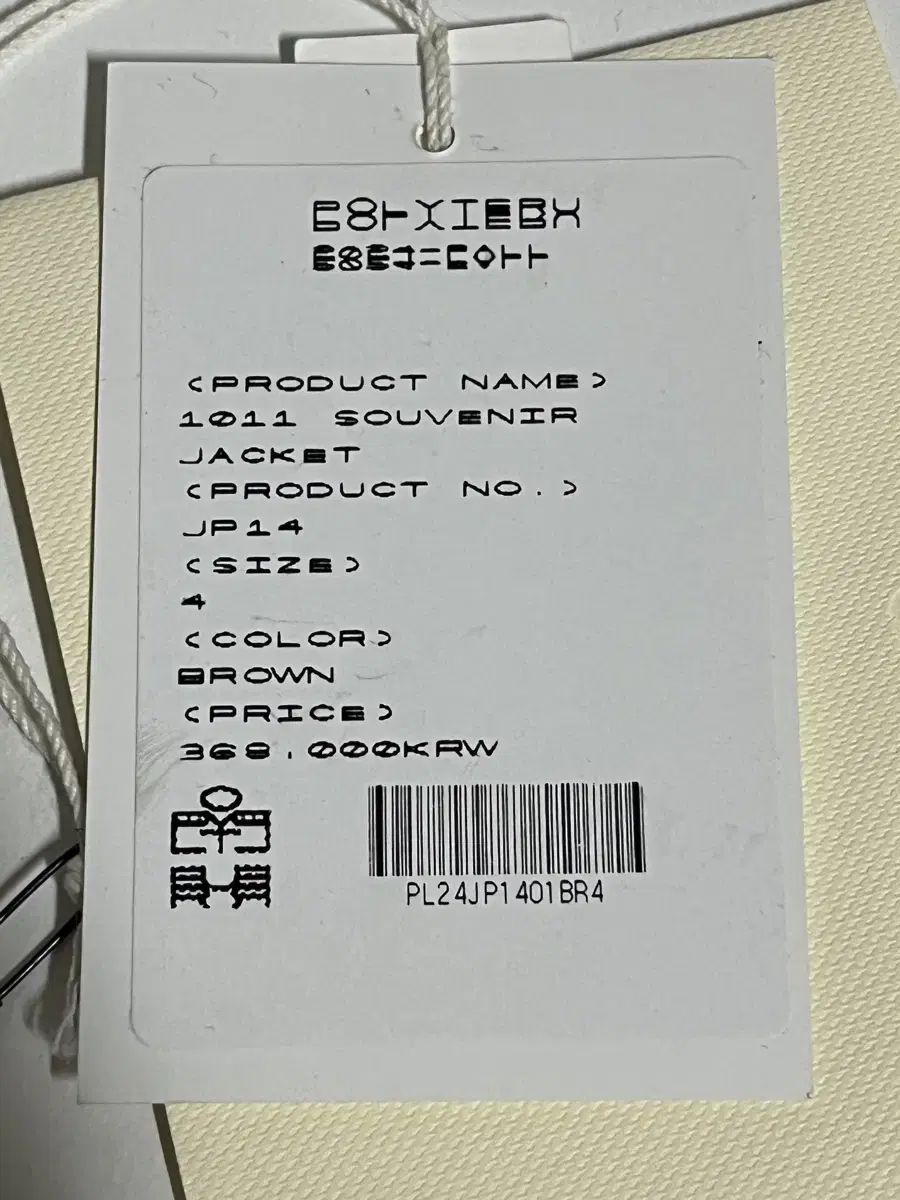 <PRODUCT NAME>
1011 SOUVENIR
JACKET
<PRODUCT NO.>
JP14
<SIZE>
4
<COLOR>
BROWN
<PRICE>
368,000KRW
PL24JP1401BR4